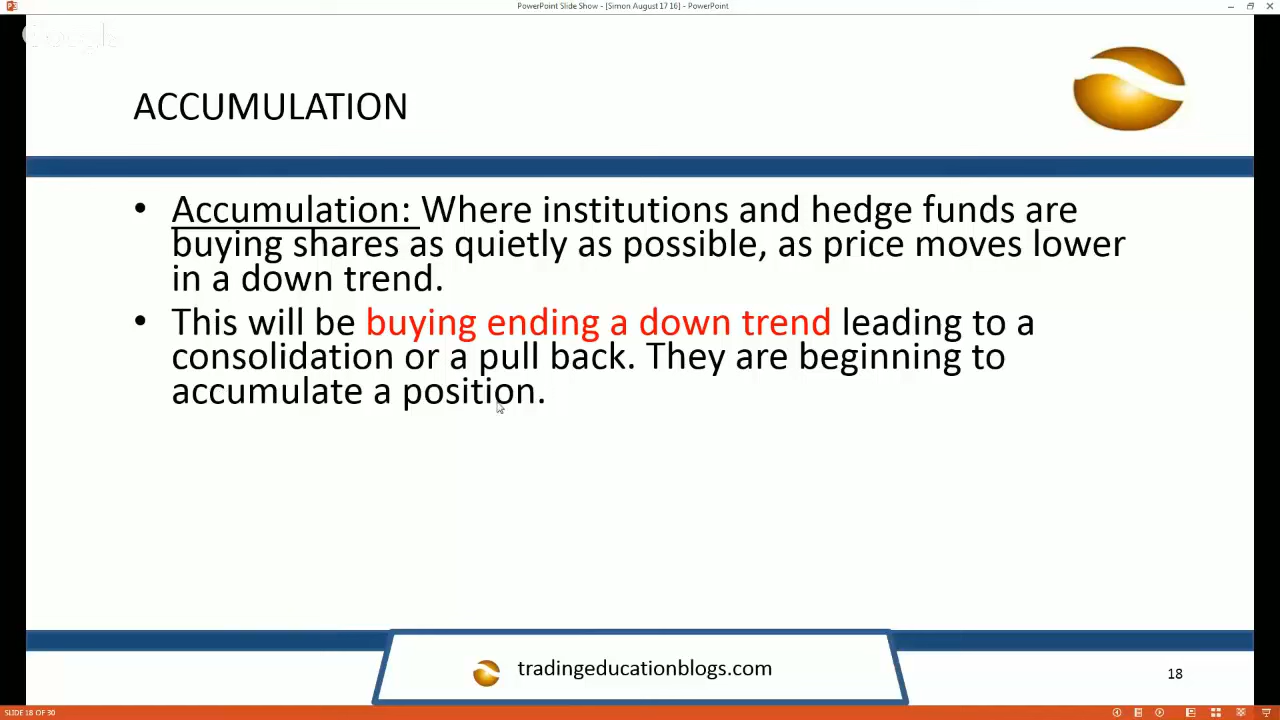 PowerPoint Slide Show - [Simon August 17 16] - PowerPoint
Google
ACCUMULATION
• Accumulation: Where institutions and hedge funds are
buying shares as quietly as possible, as price moves lower
in a down trend.
• This will be buying ending a down trend leading to a
consolidation or a pull back. They are beginning to
accumulate a position.
tradingeducationblogs.com
18
SLIDE 18 OF 30